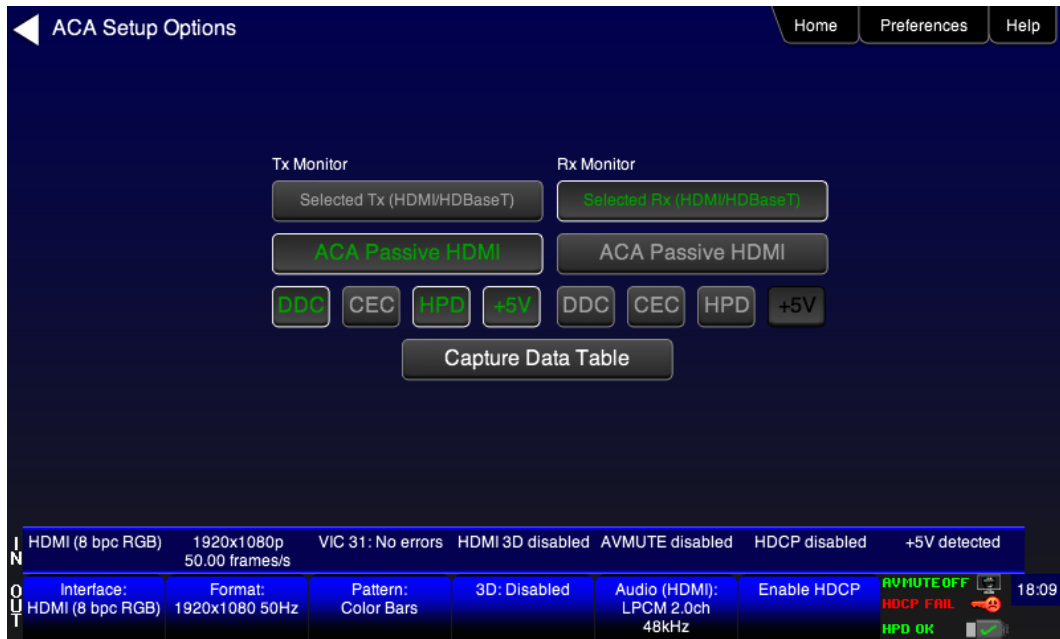 ACA Setup Options
Home
Preferences
Help
Tx Monitor
Rx Monitor
Selected Tx (HDMI/HDBaseT)
Selected Rx (HDMI/HDBaseT)
ACA Passive HDMI
ACA Passive HDMI
DDC
CEC
HPD
+5V
DDC
CEC
HPD
+5V
Capture Data Table
IN
HDMI (8 bpc RGB)
1920x1080p
50.00 frames/s
VIC 31: No errors
HDMI 3D disabled
AVMUTE disabled
HDCP disabled
+5V detected
OUT
Interface:
HDMI (8 bpc RGB)
Format:
1920x1080 50Hz
Pattern:
Color Bars
3D: Disabled
Audio (HDMI):
LPCM 2.0ch
48kHz
Enable HDCP
AVMUTE OFF
HDCP FAIL
HPD OK
18:09